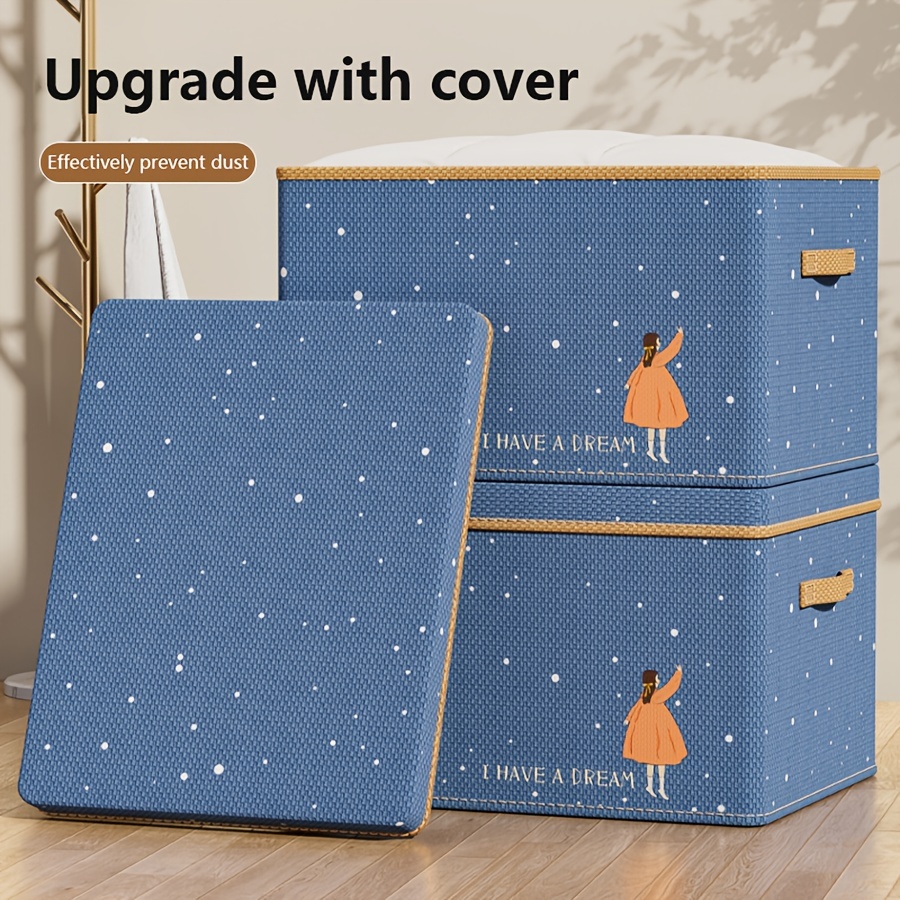 Upgrade with cover
Effectively prevent dust
I HAVE A DREAM
I HAVE A DREAM